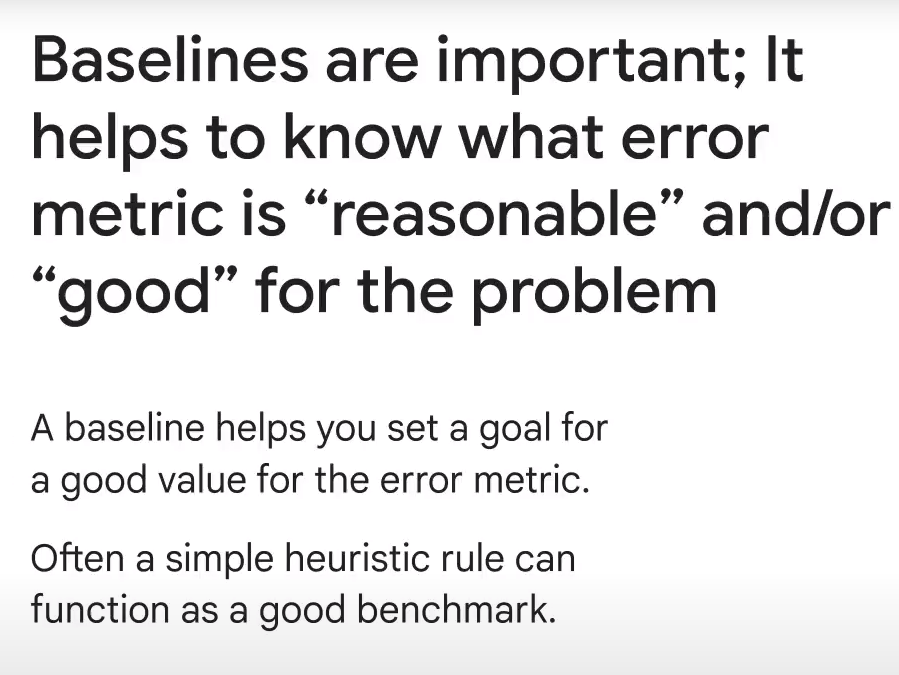 Baselines are important; It
helps to know what error
metric is “reasonable” and/or
“good” for the problem
A baseline helps you set a goal for
a good value for the error metric.
Often a simple heuristic rule can
function as a good benchmark.